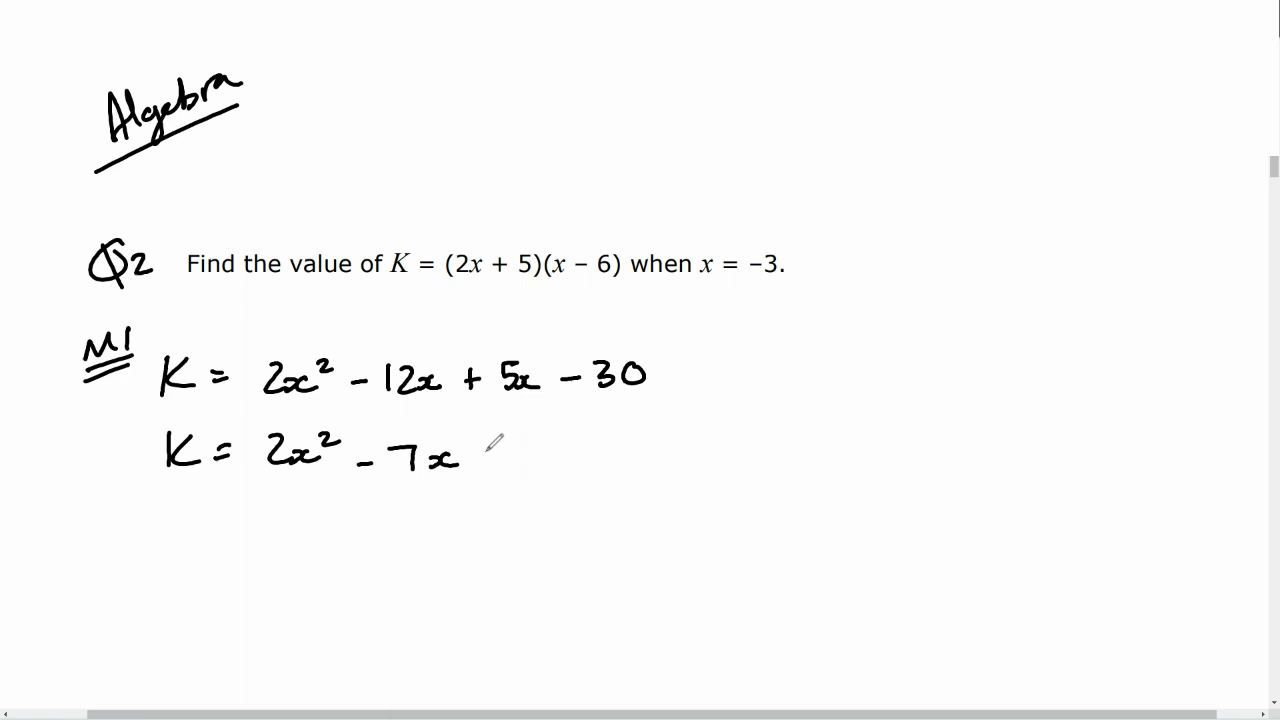 Algebra
Q2 Find the value of K = (2x + 5)(x − 6) when x = −3.
M1
K = 2x² - 12x + 5x - 30
K = 2x² - 7x